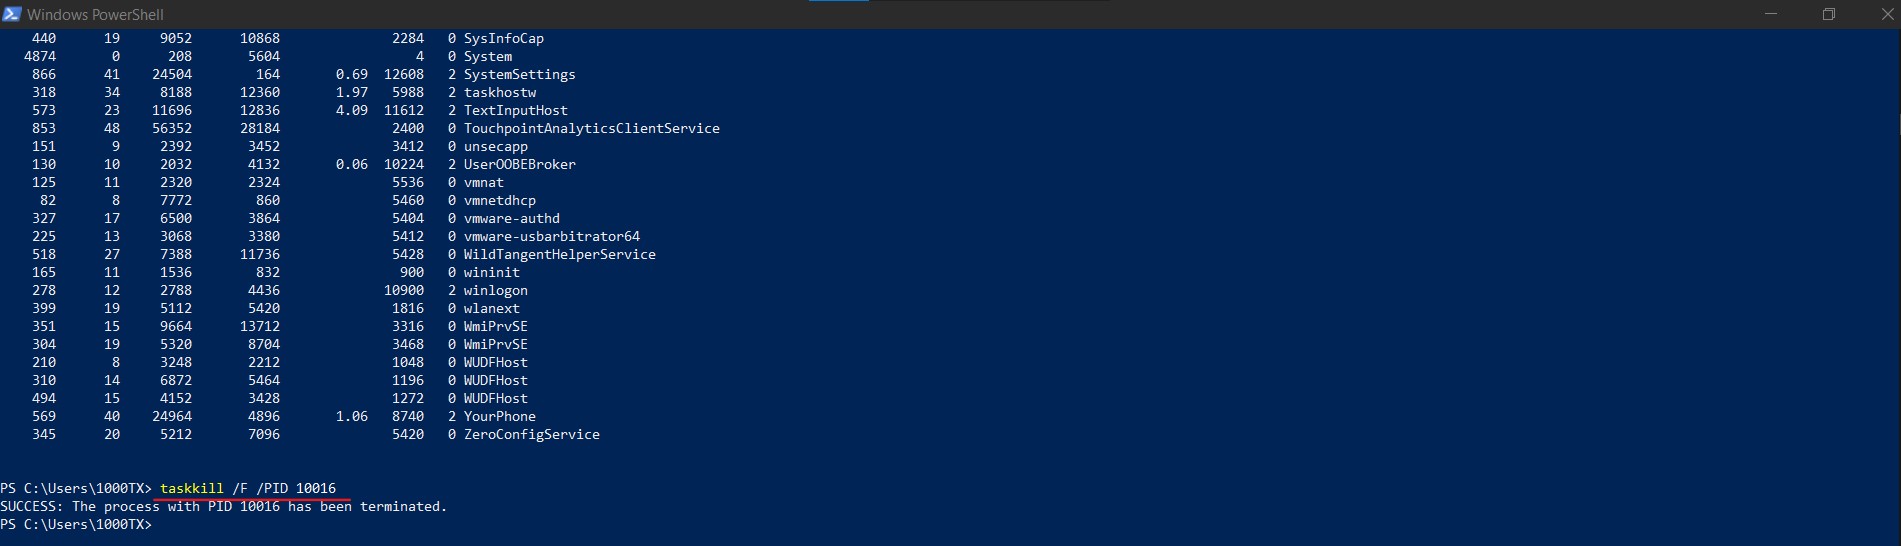 Windows PowerShell
440 19 9052 10868 2284 0 SysInfoCap
4874 0 208 5604 4 0 System
866 41 24504 164 0.69 12608 2 SystemSettings
318 34 8188 12360 1.97 5988 2 taskhostw
573 23 11696 12836 4.09 11612 2 TextInputHost
853 48 56352 28184 2400 0 TouchpointAnalyticsClientService
151 9 2392 3452 3412 0 unsecapp
130 10 2032 4132 0.06 10224 2 UserOOBEBroker
125 11 2320 2324 5536 0 vmnat
82 8 7772 860 5460 0 vmnetdhcp
327 17 6500 3864 5404 0 vmware-authd
225 13 3068 3380 5412 0 vmware-usbarbitrator64
518 27 7388 11736 5428 0 WildTangentHelperService
165 11 1536 832 900 0 wininit
278 12 2788 4436 10900 2 winlogon
399 19 5112 5420 1816 0 wlanext
351 15 9664 13712 3316 0 WmiPrvSE
304 19 5320 8704 3468 0 WmiPrvSE
210 8 3248 2212 1048 0 WUDFHost
310 14 6872 5464 1196 0 WUDFHost
494 15 4152 3428 1272 0 WUDFHost
569 40 24964 4896 1.06 8740 2 YourPhone
345 20 5212 7096 5420 0 ZeroConfigService
PS C:\Users\1000TX> taskkill /F /PID 10016
SUCCESS: The process with PID 10016 has been terminated.
PS C:\Users\1000TX>